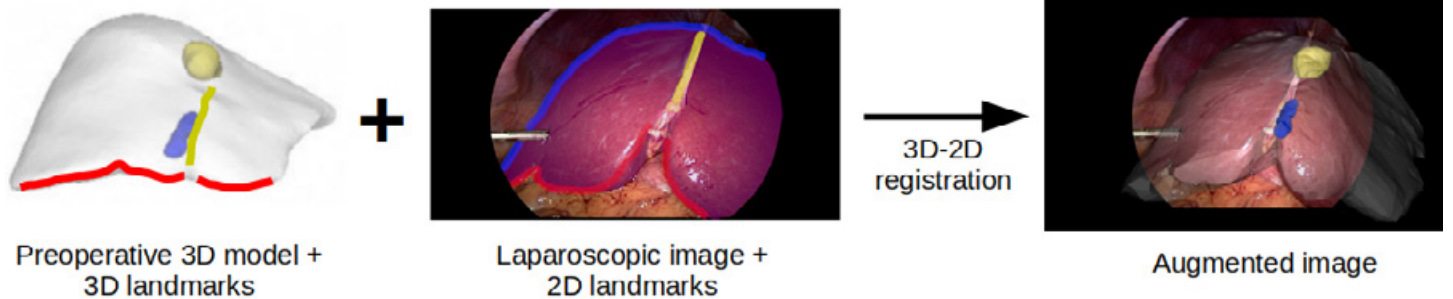 Preoperative 3D model +
3D landmarks
+
Laparoscopic image +
2D landmarks
3D-2D
registration
Augmented image